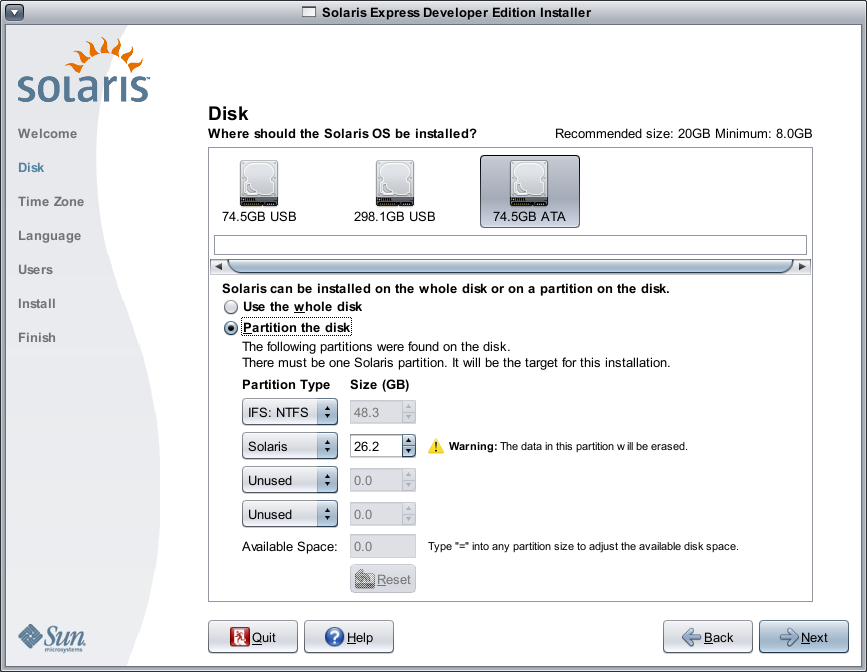 Solaris Express Developer Edition Installer
solaris™
Welcome
Disk
Time Zone
Language
Users
Install
Finish
Disk
Where should the Solaris OS be installed? Recommended size: 20GB Minimum: 8.0GB
74.5GB USB 298.1GB USB 74.5GB ATA
Solaris can be installed on the whole disk or on a partition on the disk.
Use the whole disk
Partition the disk
The following partitions were found on the disk.
There must be one Solaris partition. It will be the target for this installation.
Partition Type Size (GB)
IFS: NTFS 48.3
Solaris 26.2 Warning: The data in this partition will be erased.
Unused 0.0
Unused 0.0
Available Space: 0.0 Type "=" into any partition size to adjust the available disk space.
Reset
Sun microsystems
Quit Help Back Next